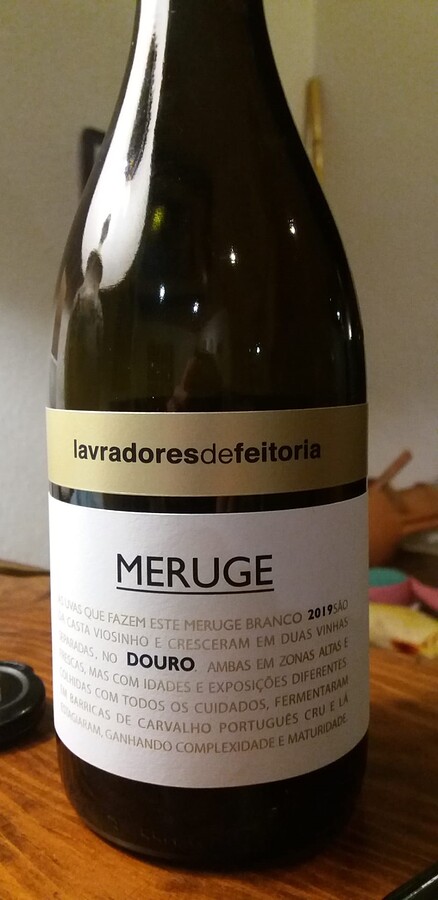 lavradoresdefeitoria
MERUGE
AS UVAS QUE FAZEM ESTE MERUGE BRANCO 2019 SÃO
DA CASTA VIOSINHO E CRESCERAM EM DUAS VINHAS
SEPARADAS, NO DOURO. AMBAS EM ZONAS ALTAS E
FRESCAS, MAS COM IDADES E EXPOSIÇÕES DIFERENTES.
COLHIDAS COM TODOS OS CUIDADOS, FERMENTARAM
EM BARRICAS DE CARVALHO PORTUGUÊS CRU E LÁ
ESTAGIARAM, GANHANDO COMPLEXIDADE E MATURIDADE.